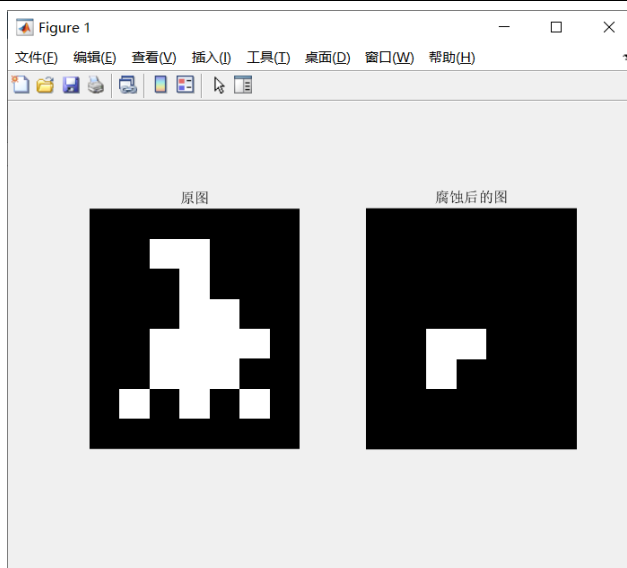 Figure 1
文件(F) 编辑(E) 查看(V) 插入(I) 工具(T) 桌面(D) 窗口(W) 帮助(H)
原图 腐蚀后的图